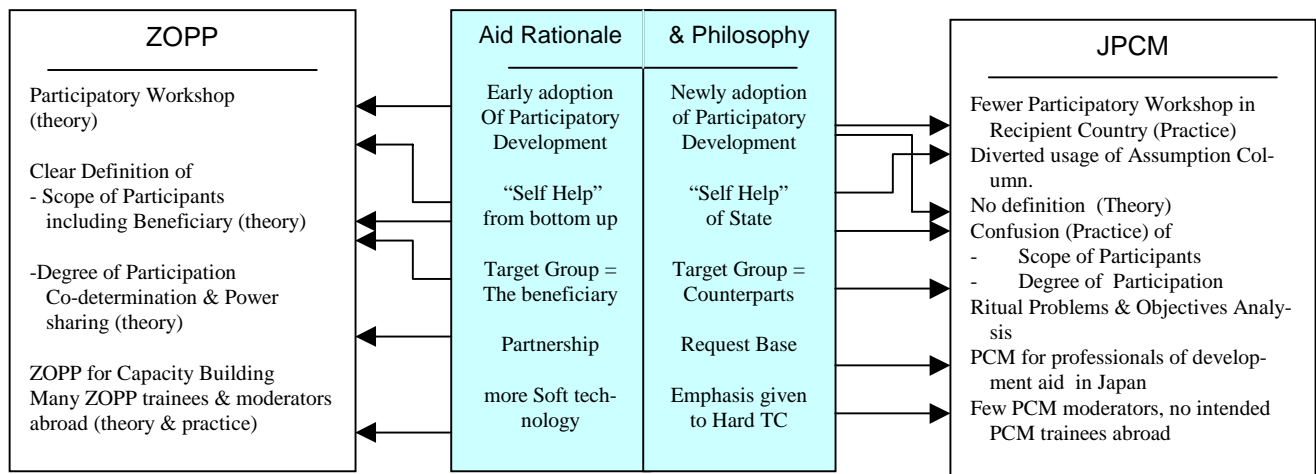 ZOPP
Participatory Workshop
(theory)
Clear Definition of
- Scope of Participants
including Beneficiary (theory)
-Degree of Participation
Co-determination & Power
sharing (theory)
ZOPP for Capacity Building
Many ZOPP trainees & moderators
abroad (theory & practice)
Aid Rationale
Early adoption
Of Participatory
Development
“Self Help”
from bottom up
Target Group =
The beneficiary
Partnership
more Soft tech-
nology
& Philosophy
Newly adoption
of Participatory
Development
“Self Help”
of State
Target Group =
Counterparts
Request Base
Emphasis given
to Hard TC
JPCM
Fewer Participatory Workshop in
Recipient Country (Practice)
Diverted usage of Assumption Col-
umn.
No definition (Theory)
Confusion (Practice) of
- Scope of Participants
- Degree of Participation
Ritual Problems & Objectives Analy-
sis
PCM for professionals of develop-
ment aid in Japan
Few PCM moderators, no intended
PCM trainees abroad